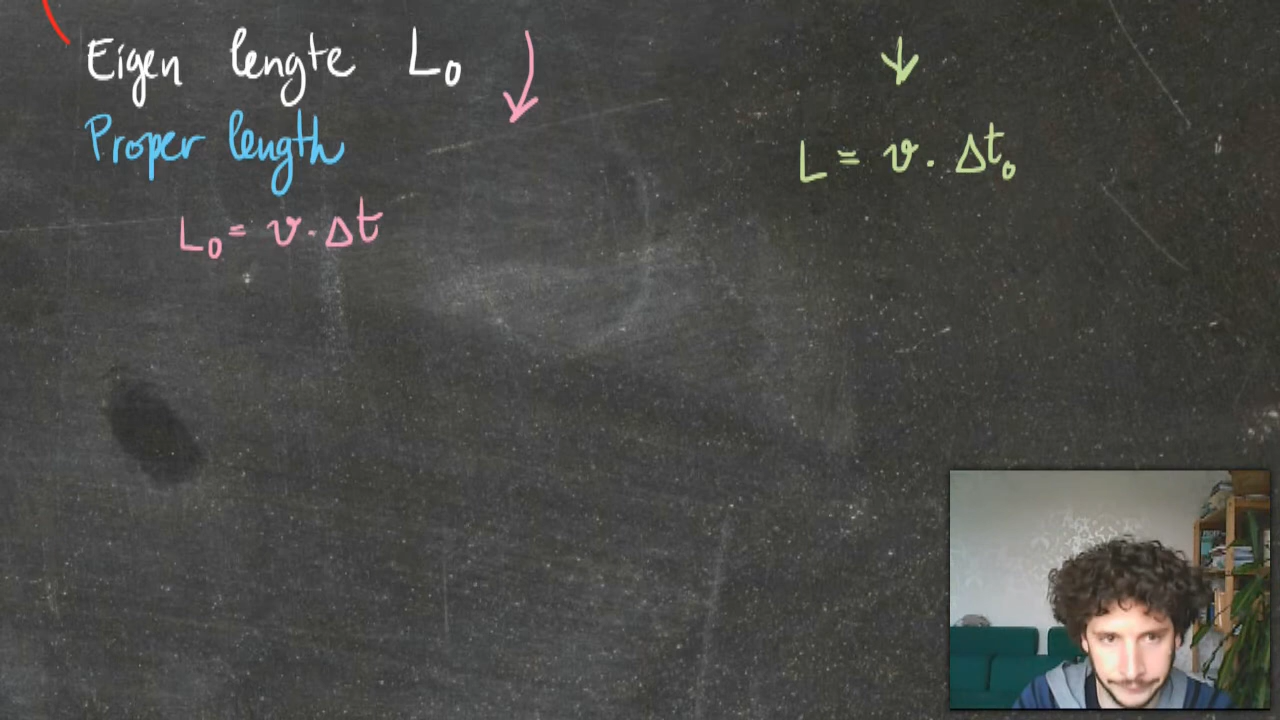 Eigen lengte L₀
Proper length
L₀ = v · Δt
L = v · Δt₀